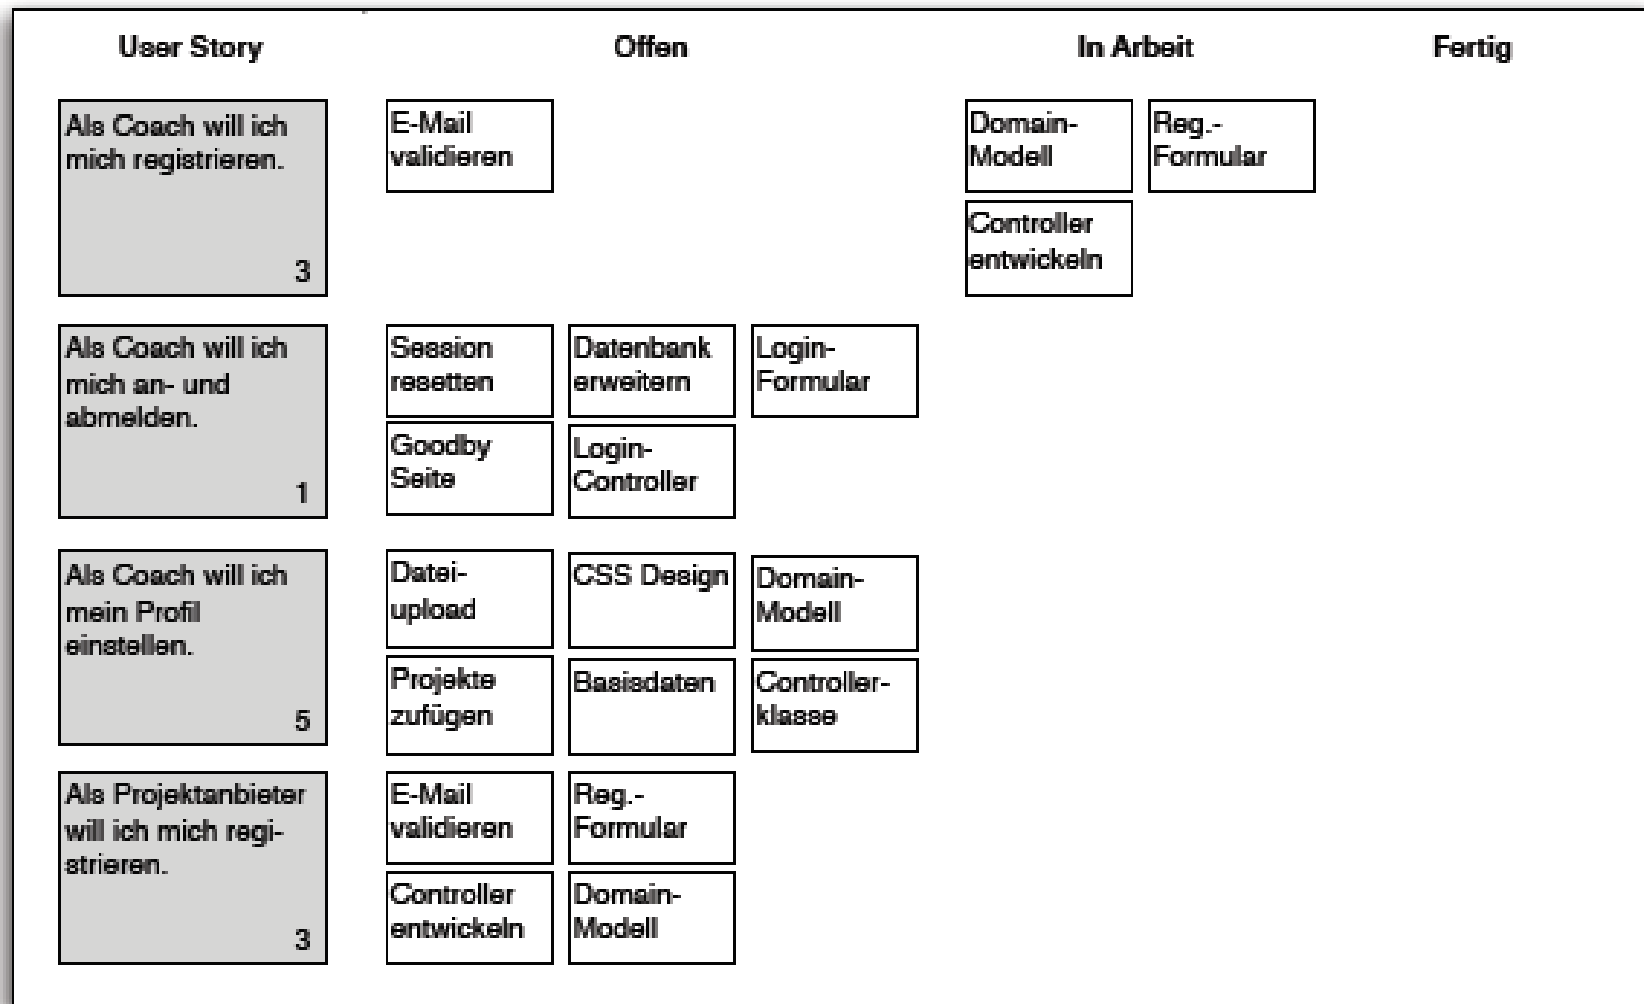 User Story
Offen
In Arbeit
Fertig
Als Coach will ich
mich registrieren.
3
E-Mail
validieren
Domain-
Modell
Reg.-
Formular
Controller
entwickeln
Als Coach will ich
mich an- und
abmelden.
1
Session
resetten
Datenbank
erweitern
Login-
Formular
Goodby
Seite
Login-
Controller
Als Coach will ich
mein Profil
einstellen.
5
Datei-
upload
CSS Design
Domain-
Modell
Projekte
zufügen
Basisdaten
Controller-
klasse
Als Projektanbieter
will ich mich regi-
strieren.
3
E-Mail
validieren
Reg.-
Formular
Controller
entwickeln
Domain-
Modell